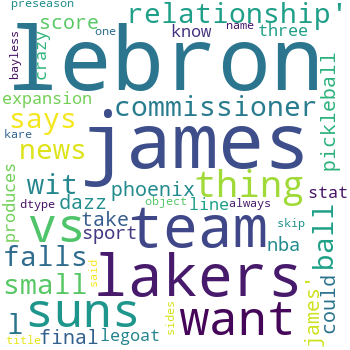 preseason one name relationship'
bayless crazy score know three
lebron
expansion commissioner pickleball
says
news james
kare wit phoenix thing stat
produces dtype dazz line object always
vs take team nba ball
falls sport skip
small lakers could
suns said want james'
l final legoat sides
title